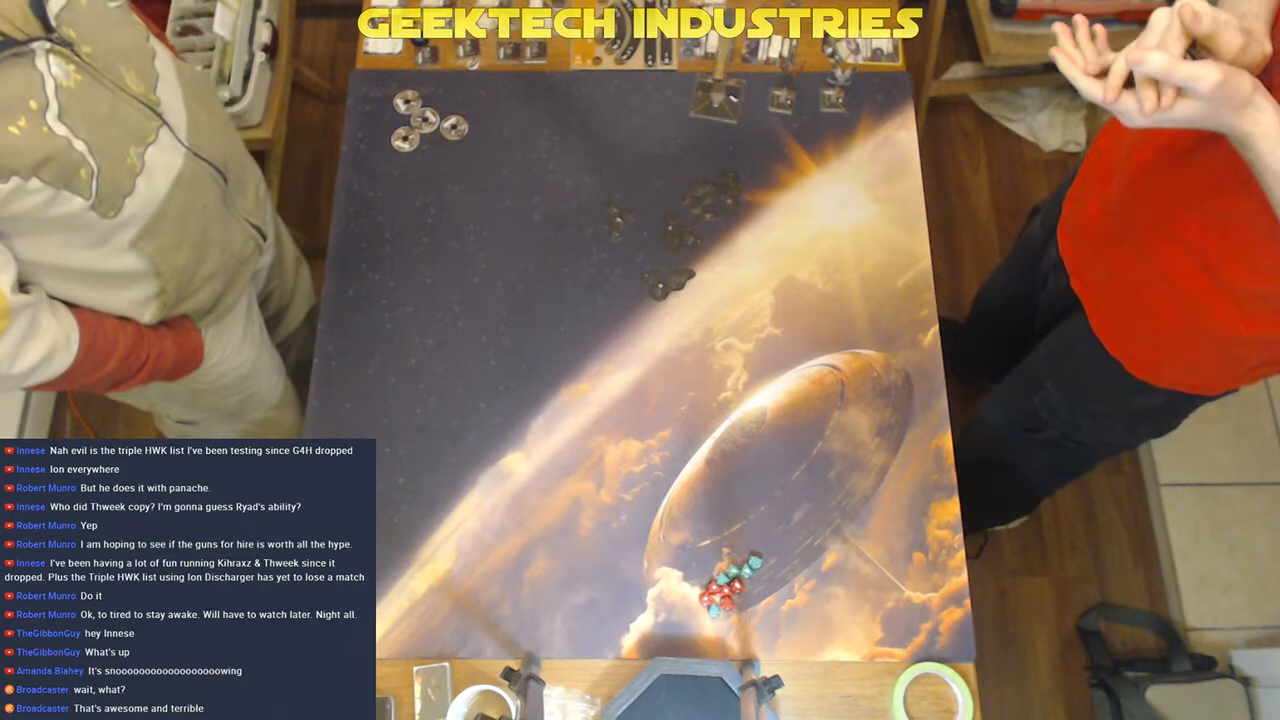 GEEKTECH INDUSTRIES
Innese Nah evil is the triple HWK list I've been testing since G4H dropped
Innese Ion everywhere
Robert Munro But he does it with panache.
Innese Who did Thweek copy? I'm gonna guess Ryad's ability?
Robert Munro Yep
Robert Munro I am hoping to see if the guns for hire is worth all the hype.
Innese I've been having a lot of fun running Kihraxz & Thweek since it
dropped. Plus the Triple HWK list using Ion Discharger has yet to lose a match
Robert Munro Do it
Robert Munro Ok, to tired to stay awake. Will have to watch later. Night all.
TheGibbonGuy hey Innese
TheGibbonGuy What's up
Amanda Blahey It's snooooooooooooooooowing
Broadcaster wait, what?
Broadcaster That's awesome and terrible